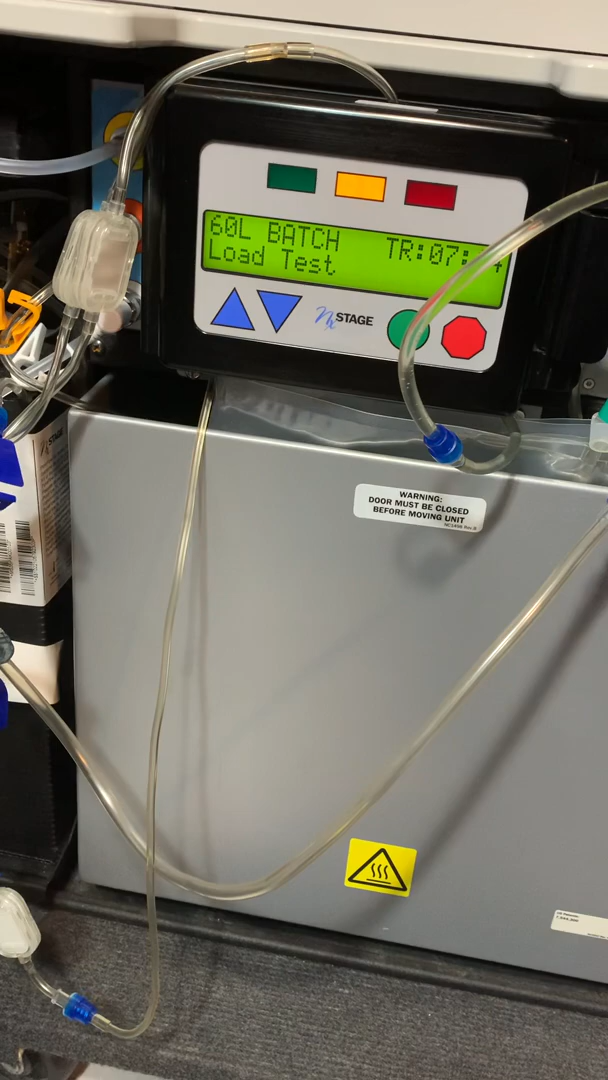 60L BATCH TR:07:
Load Test
NxSTAGE
WARNING:
DOOR MUST BE CLOSED
BEFORE MOVING UNIT